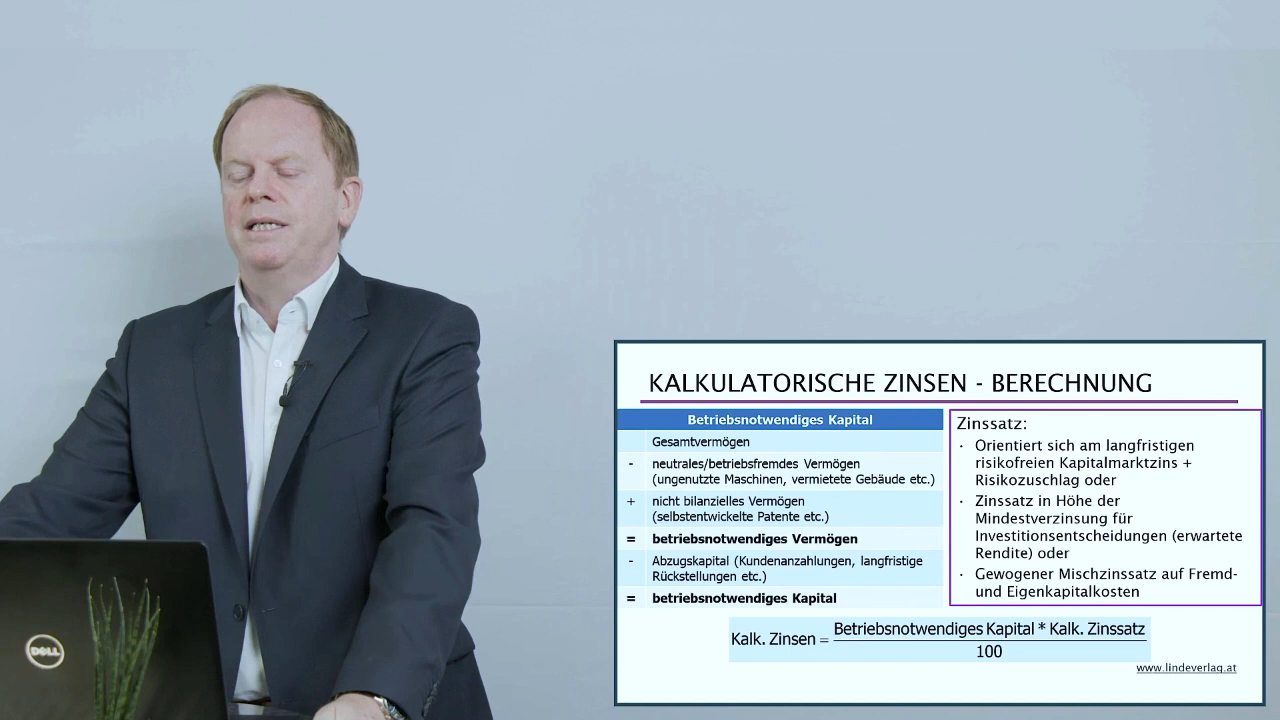 KALKULATORISCHE ZINSEN - BERECHNUNG
Betriebsnotwendiges Kapital
Gesamtvermögen
- neutrales/betriebsfremdes Vermögen
(ungenutzte Maschinen, vermietete Gebäude etc.)
+ nicht bilanzielles Vermögen
(selbstentwickelte Patente etc.)
= betriebsnotwendiges Vermögen
- Abzugskapital (Kundenanzahlungen, langfristige
Rückstellungen etc.)
= betriebsnotwendiges Kapital
Zinssatz:
· Orientiert sich am langfristigen
risikofreien Kapitalmarktzins +
Risikozuschlag oder
· Zinssatz in Höhe der
Mindestverzinsung für
Investitionsentscheidungen (erwartete
Rendite) oder
· Gewogener Mischzinssatz auf Fremd-
und Eigenkapitalkosten
Kalk. Zinsen = Betriebsnotwendiges Kapital * Kalk. Zinssatz
100
www.lindeverlag.at
DELL